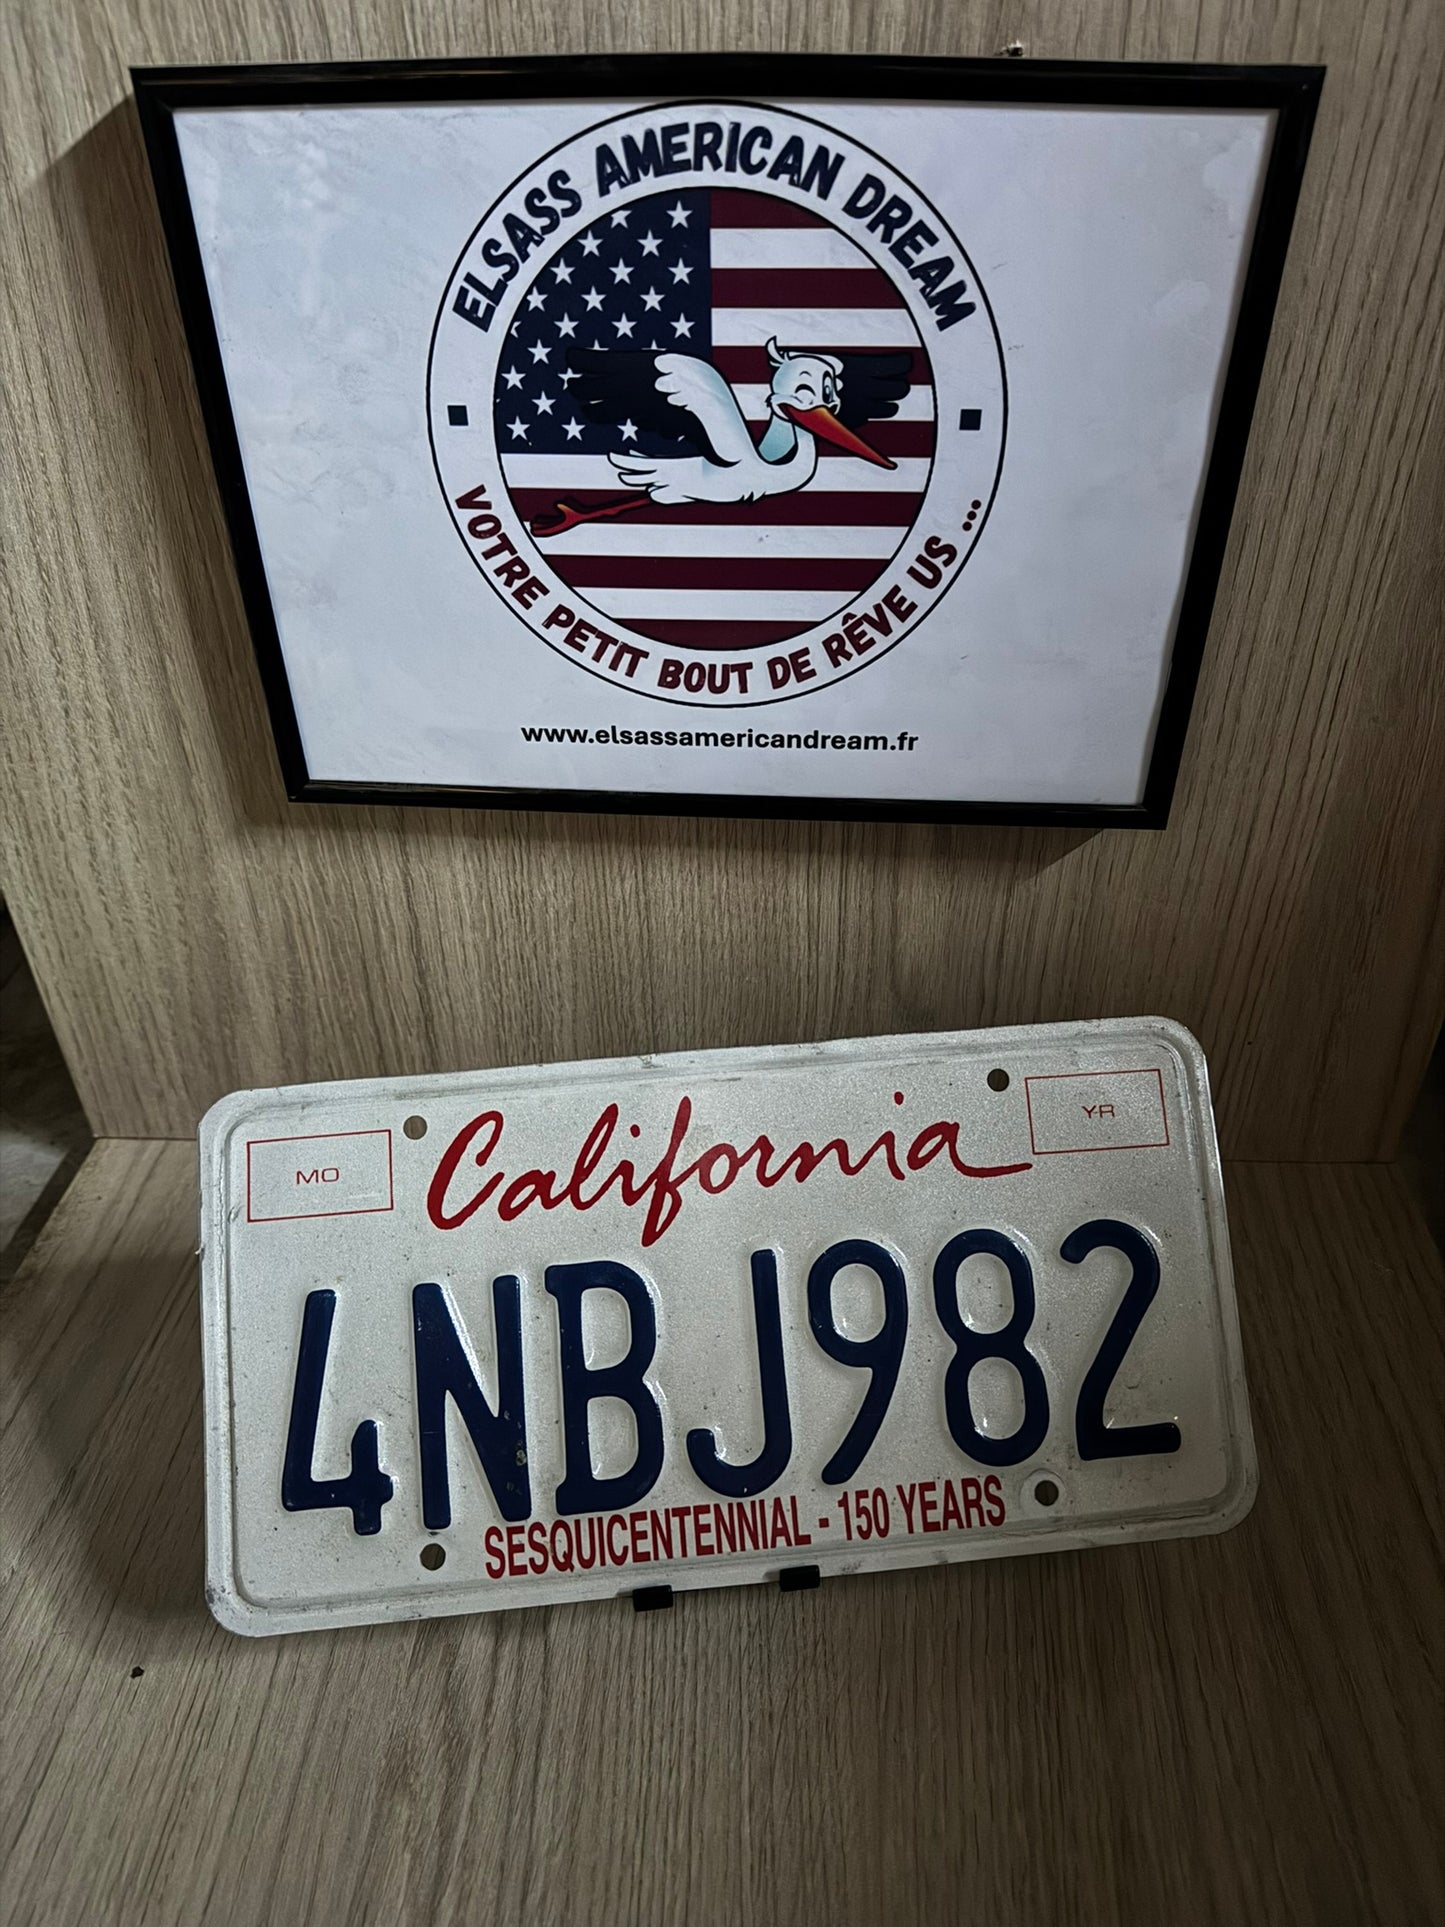 ELSASS AMERICAN DREAM
VOTRE PETIT BOUT DE RÊVE US ...
www.elsassamericandream.fr
MO
California
YR
4NBJ982
SESQUICENTENNIAL - 150 YEARS